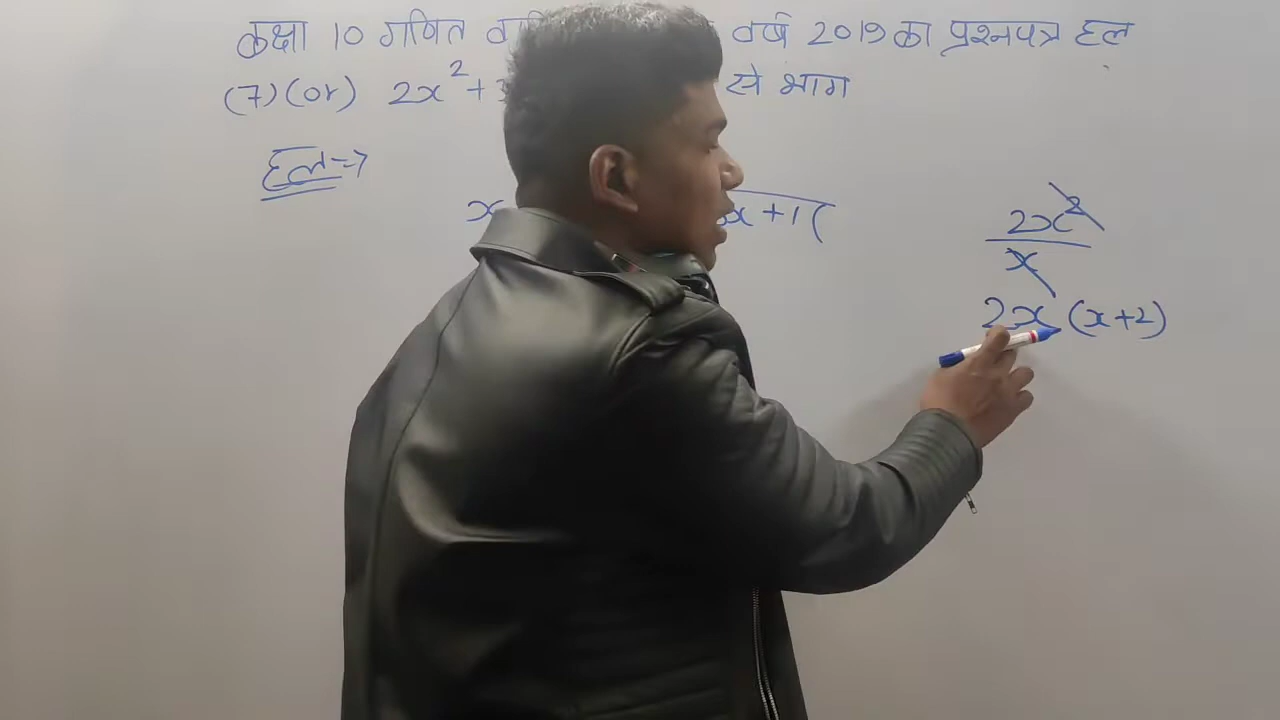 कक्षा 10 गणित वर्ष 2019 का प्रश्नपत्र हल
(7)(or) 2x² + से भाग
हल =>
x x + 1 (
2x²
x
2x (x+2)